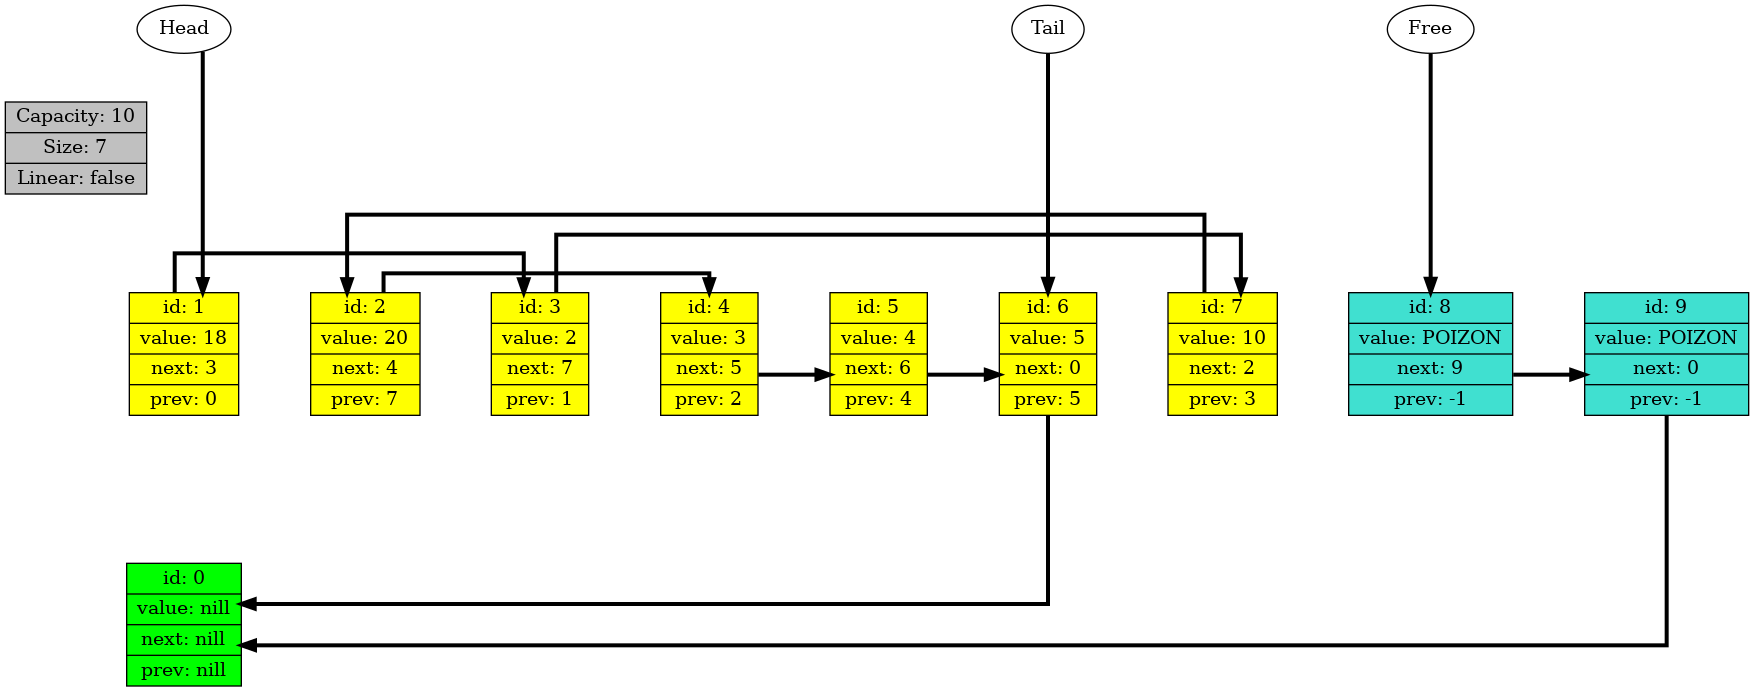 Head
Tail
Free
Capacity: 10
Size: 7
Linear: false
id: 1
value: 18
next: 3
prev: 0
id: 2
value: 20
next: 4
prev: 7
id: 3
value: 2
next: 7
prev: 1
id: 4
value: 3
next: 5
prev: 2
id: 5
value: 4
next: 6
prev: 4
id: 6
value: 5
next: 0
prev: 5
id: 7
value: 10
next: 2
prev: 3
id: 8
value: POIZON
next: 9
prev: -1
id: 9
value: POIZON
next: 0
prev: -1
id: 0
value: nill
next: nill
prev: nill